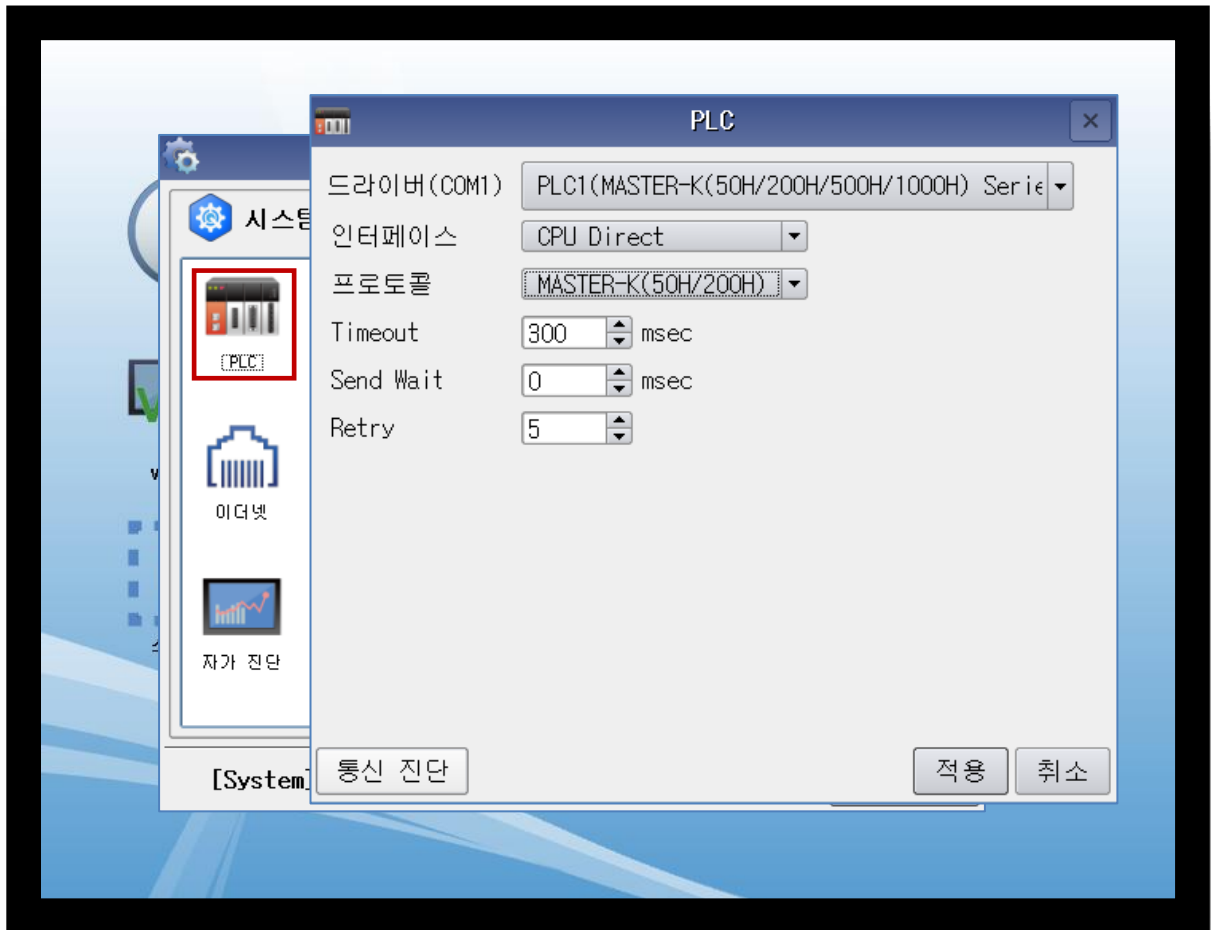 PLC
드라이버(COM1) PLC1(MASTER-K(50H/200H/500H/1000H) Serie
인터페이스 CPU Direct
프로토콜 MASTER-K(50H/200H)
Timeout 300 msec
Send Wait 0 msec
Retry 5
통신 진단 적용 취소
시스템
PLC
이더넷
자가 진단
[System]